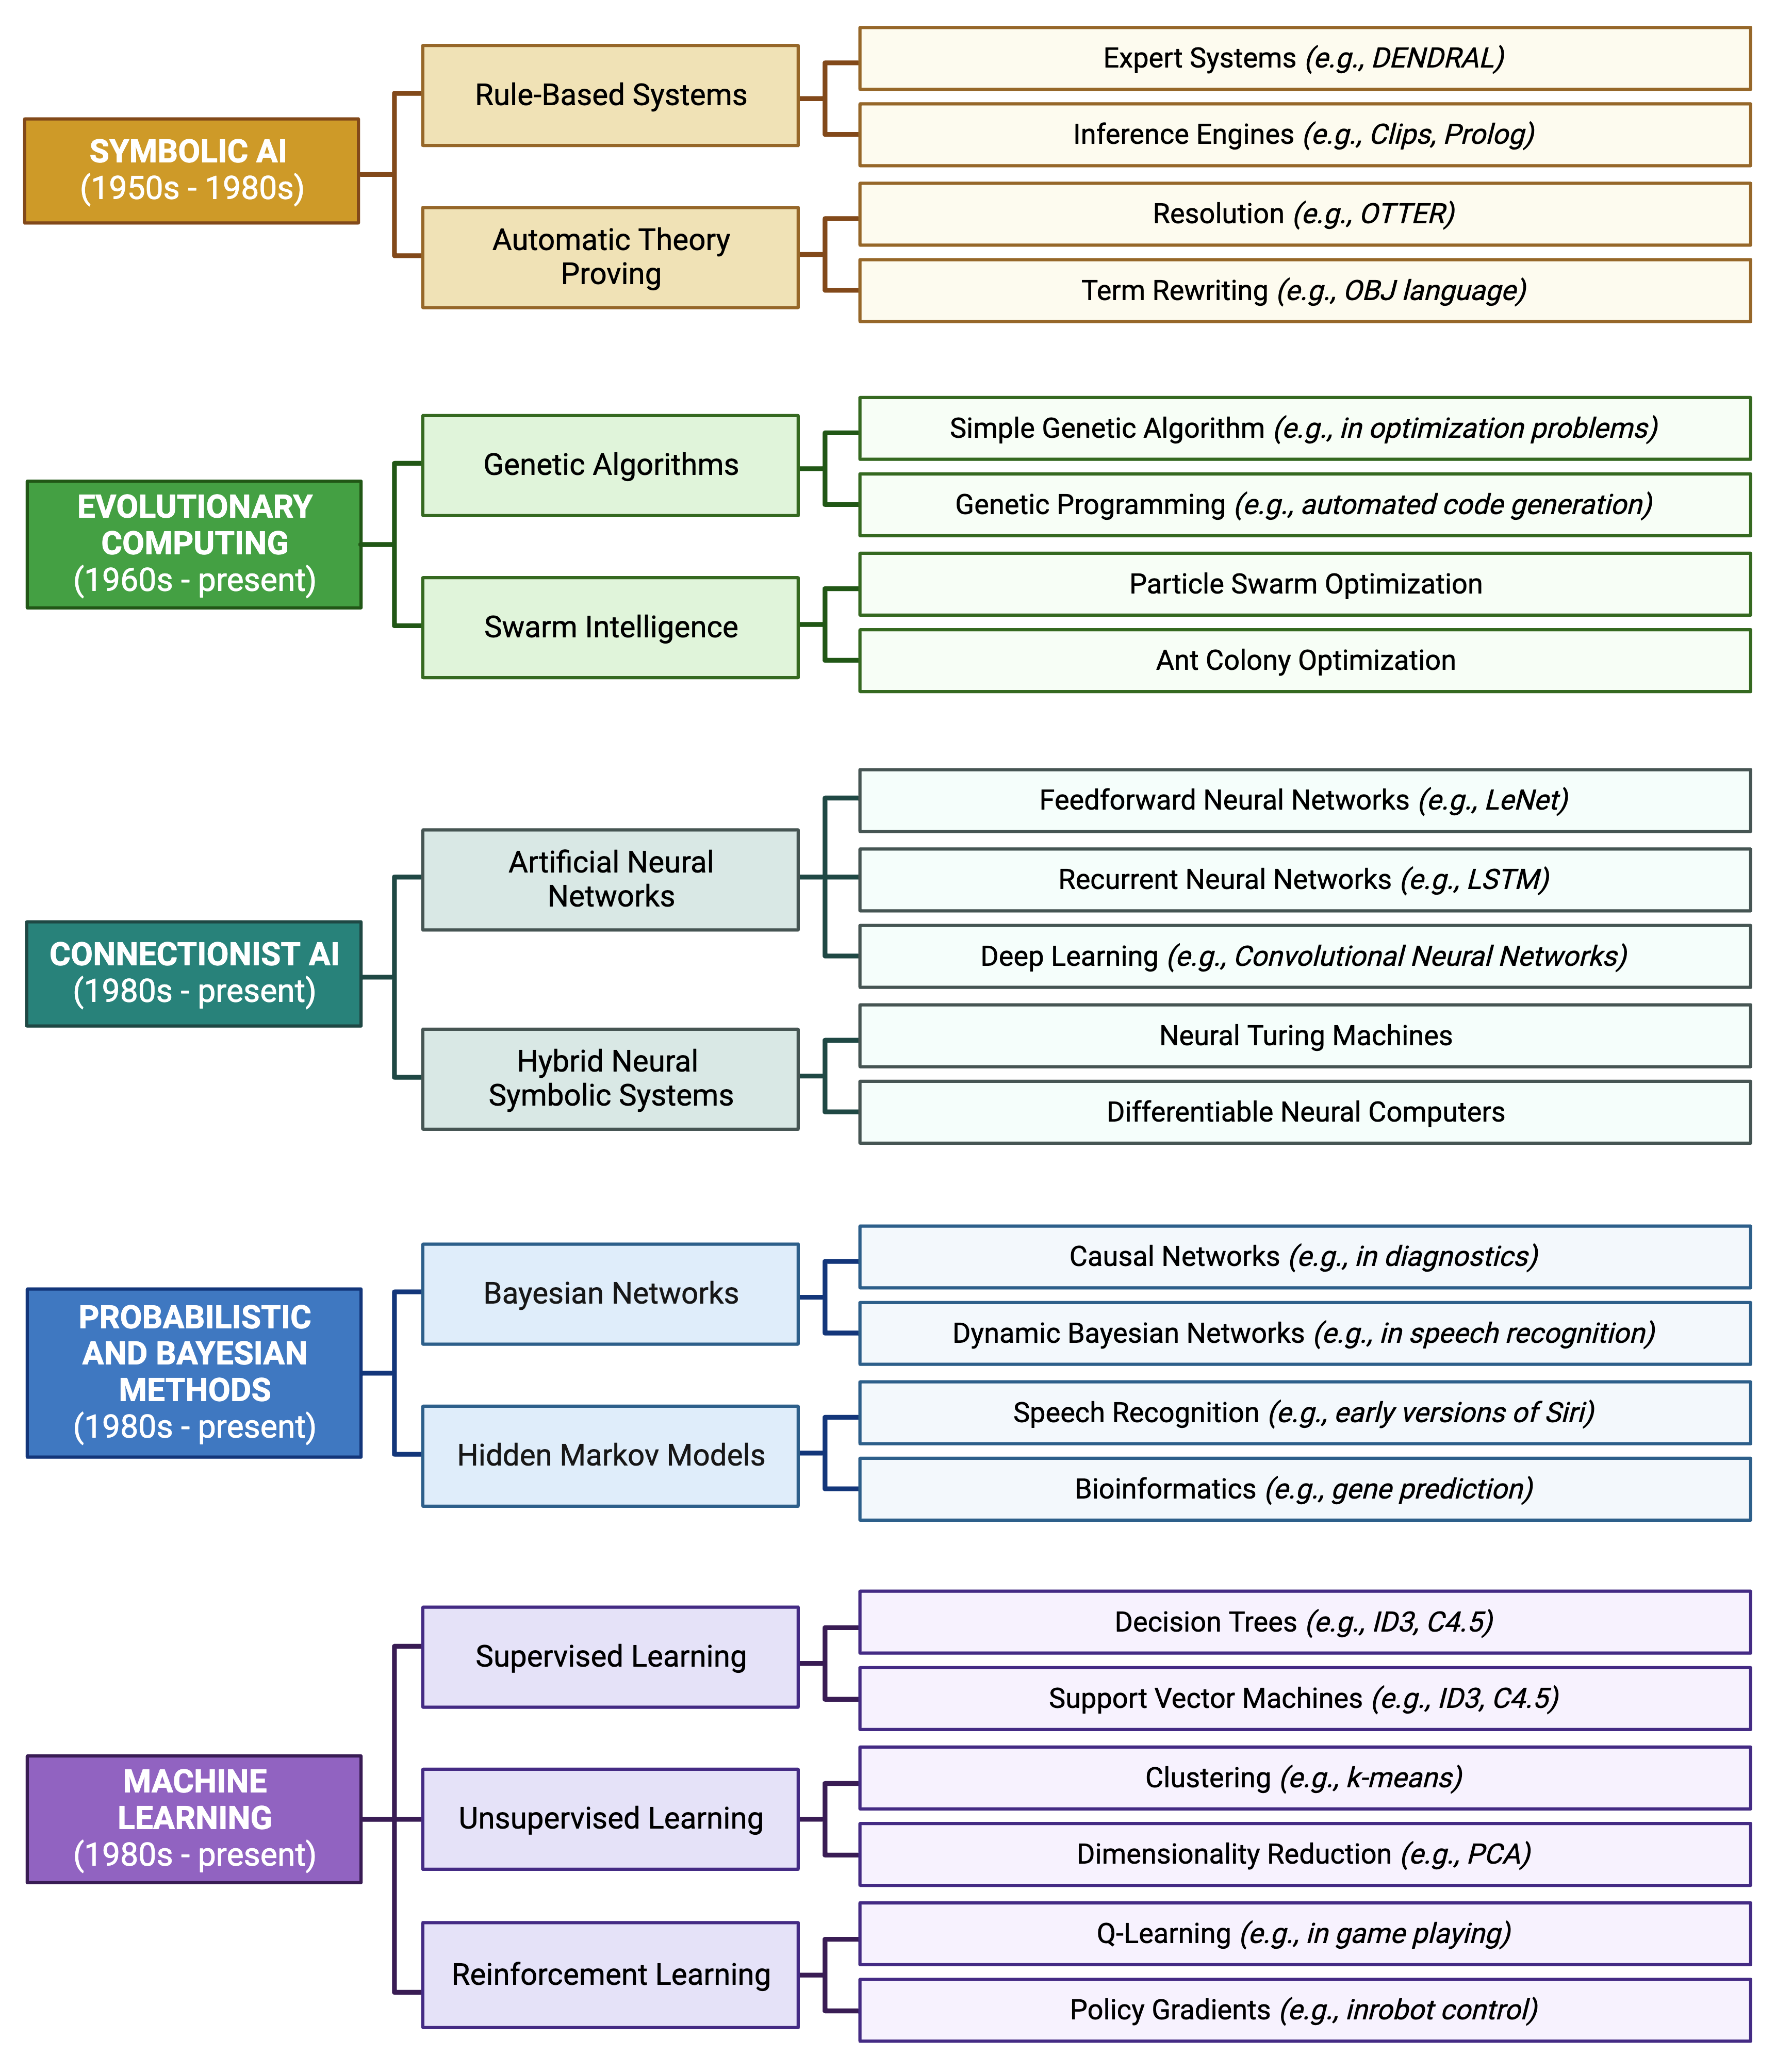 SYMBOLIC AI
(1950s - 1980s)
Rule-Based Systems
Expert Systems (e.g., DENDRAL)
Inference Engines (e.g., Clips, Prolog)
Automatic Theory
Proving
Resolution (e.g., OTTER)
Term Rewriting (e.g., OBJ language)
EVOLUTIONARY
COMPUTING
(1960s - present)
Genetic Algorithms
Simple Genetic Algorithm (e.g., in optimization problems)
Genetic Programming (e.g., automated code generation)
Swarm Intelligence
Particle Swarm Optimization
Ant Colony Optimization
CONNECTIONIST AI
(1980s - present)
Artificial Neural
Networks
Feedforward Neural Networks (e.g., LeNet)
Recurrent Neural Networks (e.g., LSTM)
Deep Learning (e.g., Convolutional Neural Networks)
Hybrid Neural
Symbolic Systems
Neural Turing Machines
Differentiable Neural Computers
PROBABILISTIC
AND BAYESIAN
METHODS
(1980s - present)
Bayesian Networks
Causal Networks (e.g., in diagnostics)
Dynamic Bayesian Networks (e.g., in speech recognition)
Hidden Markov Models
Speech Recognition (e.g., early versions of Siri)
Bioinformatics (e.g., gene prediction)
MACHINE
LEARNING
(1980s - present)
Supervised Learning
Decision Trees (e.g., ID3, C4.5)
Support Vector Machines (e.g., ID3, C4.5)
Unsupervised Learning
Clustering (e.g., k-means)
Dimensionality Reduction (e.g., PCA)
Reinforcement Learning
Q-Learning (e.g., in game playing)
Policy Gradients (e.g., inrobot control)